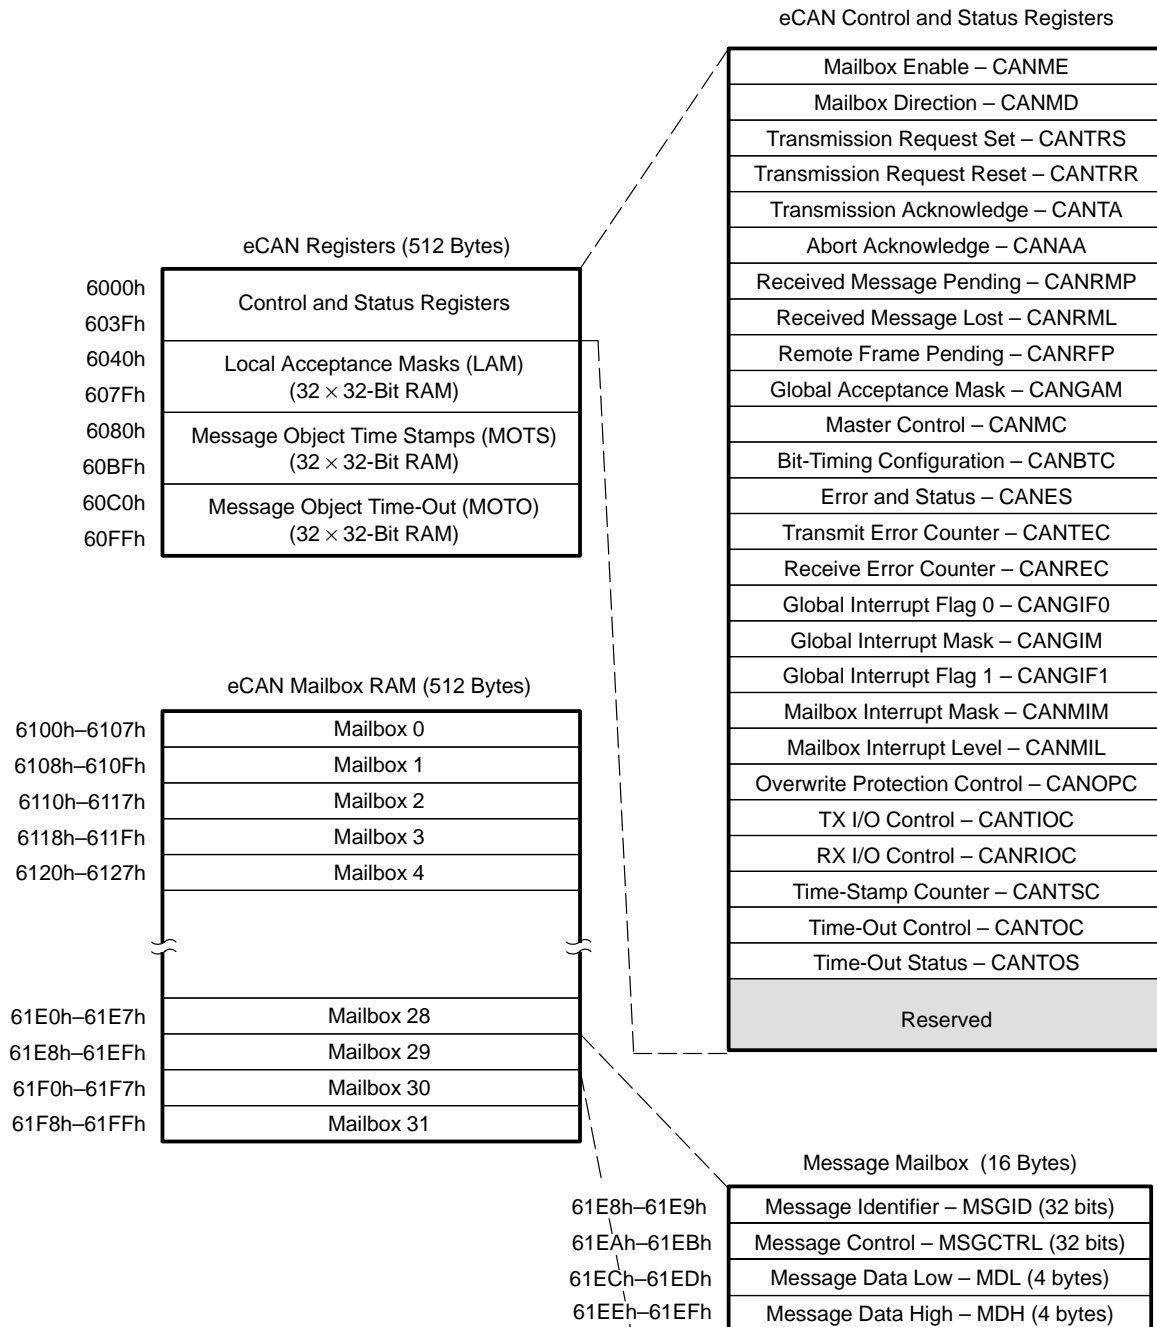 eCAN Control and Status Registers
Mailbox Enable – CANME
Mailbox Direction – CANMD
Transmission Request Set – CANTRS
Transmission Request Reset – CANTRR
Transmission Acknowledge – CANTA
Abort Acknowledge – CANAA
Received Message Pending – CANRMP
Received Message Lost – CANRML
Remote Frame Pending – CANRFP
Global Acceptance Mask – CANGAM
Master Control – CANMC
Bit-Timing Configuration – CANBTC
Error and Status – CANES
Transmit Error Counter – CANTEC
Receive Error Counter – CANREC
Global Interrupt Flag 0 – CANGIF0
Global Interrupt Mask – CANGIM
Global Interrupt Flag 1 – CANGIF1
Mailbox Interrupt Mask – CANMIM
Mailbox Interrupt Level – CANMIL
Overwrite Protection Control – CANOPC
TX I/O Control – CANTIOC
RX I/O Control – CANRIOC
Time-Stamp Counter – CANTSC
Time-Out Control – CANTOC
Time-Out Status – CANTOS
Reserved
eCAN Registers (512 Bytes)
6000h
Control and Status Registers
603Fh
6040h
Local Acceptance Masks (LAM)
(32 × 32-Bit RAM)
607Fh
6080h
Message Object Time Stamps (MOTS)
(32 × 32-Bit RAM)
60BFh
60C0h
Message Object Time-Out (MOTO)
(32 × 32-Bit RAM)
60FFh
eCAN Mailbox RAM (512 Bytes)
6100h–6107h Mailbox 0
6108h–610Fh Mailbox 1
6110h–6117h Mailbox 2
6118h–611Fh Mailbox 3
6120h–6127h Mailbox 4
61E0h–61E7h Mailbox 28
61E8h–61EFh Mailbox 29
61F0h–61F7h Mailbox 30
61F8h–61FFh Mailbox 31
Message Mailbox (16 Bytes)
61E8h–61E9h Message Identifier – MSGID (32 bits)
61EAh–61EBh Message Control – MSGCTRL (32 bits)
61ECh–61EDh Message Data Low – MDL (4 bytes)
61EEh–61EFh Message Data High – MDH (4 bytes)